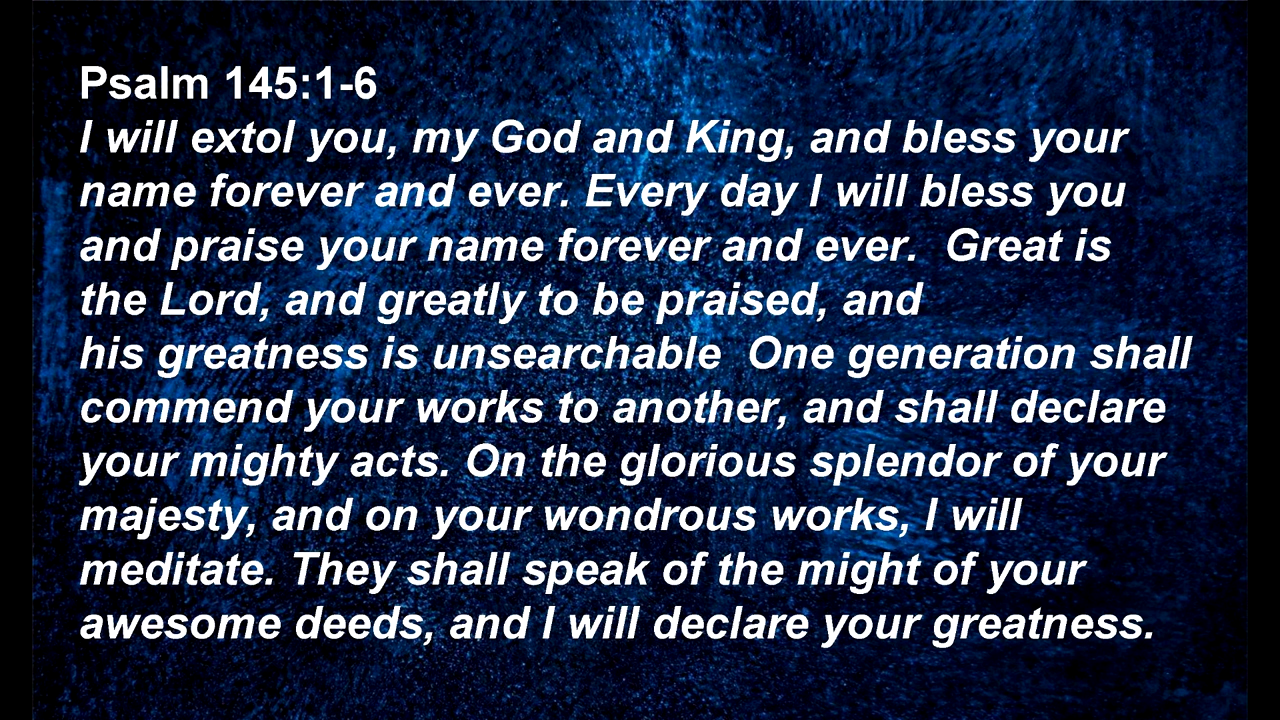 Psalm 145:1-6
I will extol you, my God and King, and bless your
name forever and ever. Every day I will bless you
and praise your name forever and ever.  Great is
the Lord, and greatly to be praised, and
his greatness is unsearchable  One generation shall
commend your works to another, and shall declare
your mighty acts. On the glorious splendor of your
majesty, and on your wondrous works, I will
meditate. They shall speak of the might of your
awesome deeds, and I will declare your greatness.